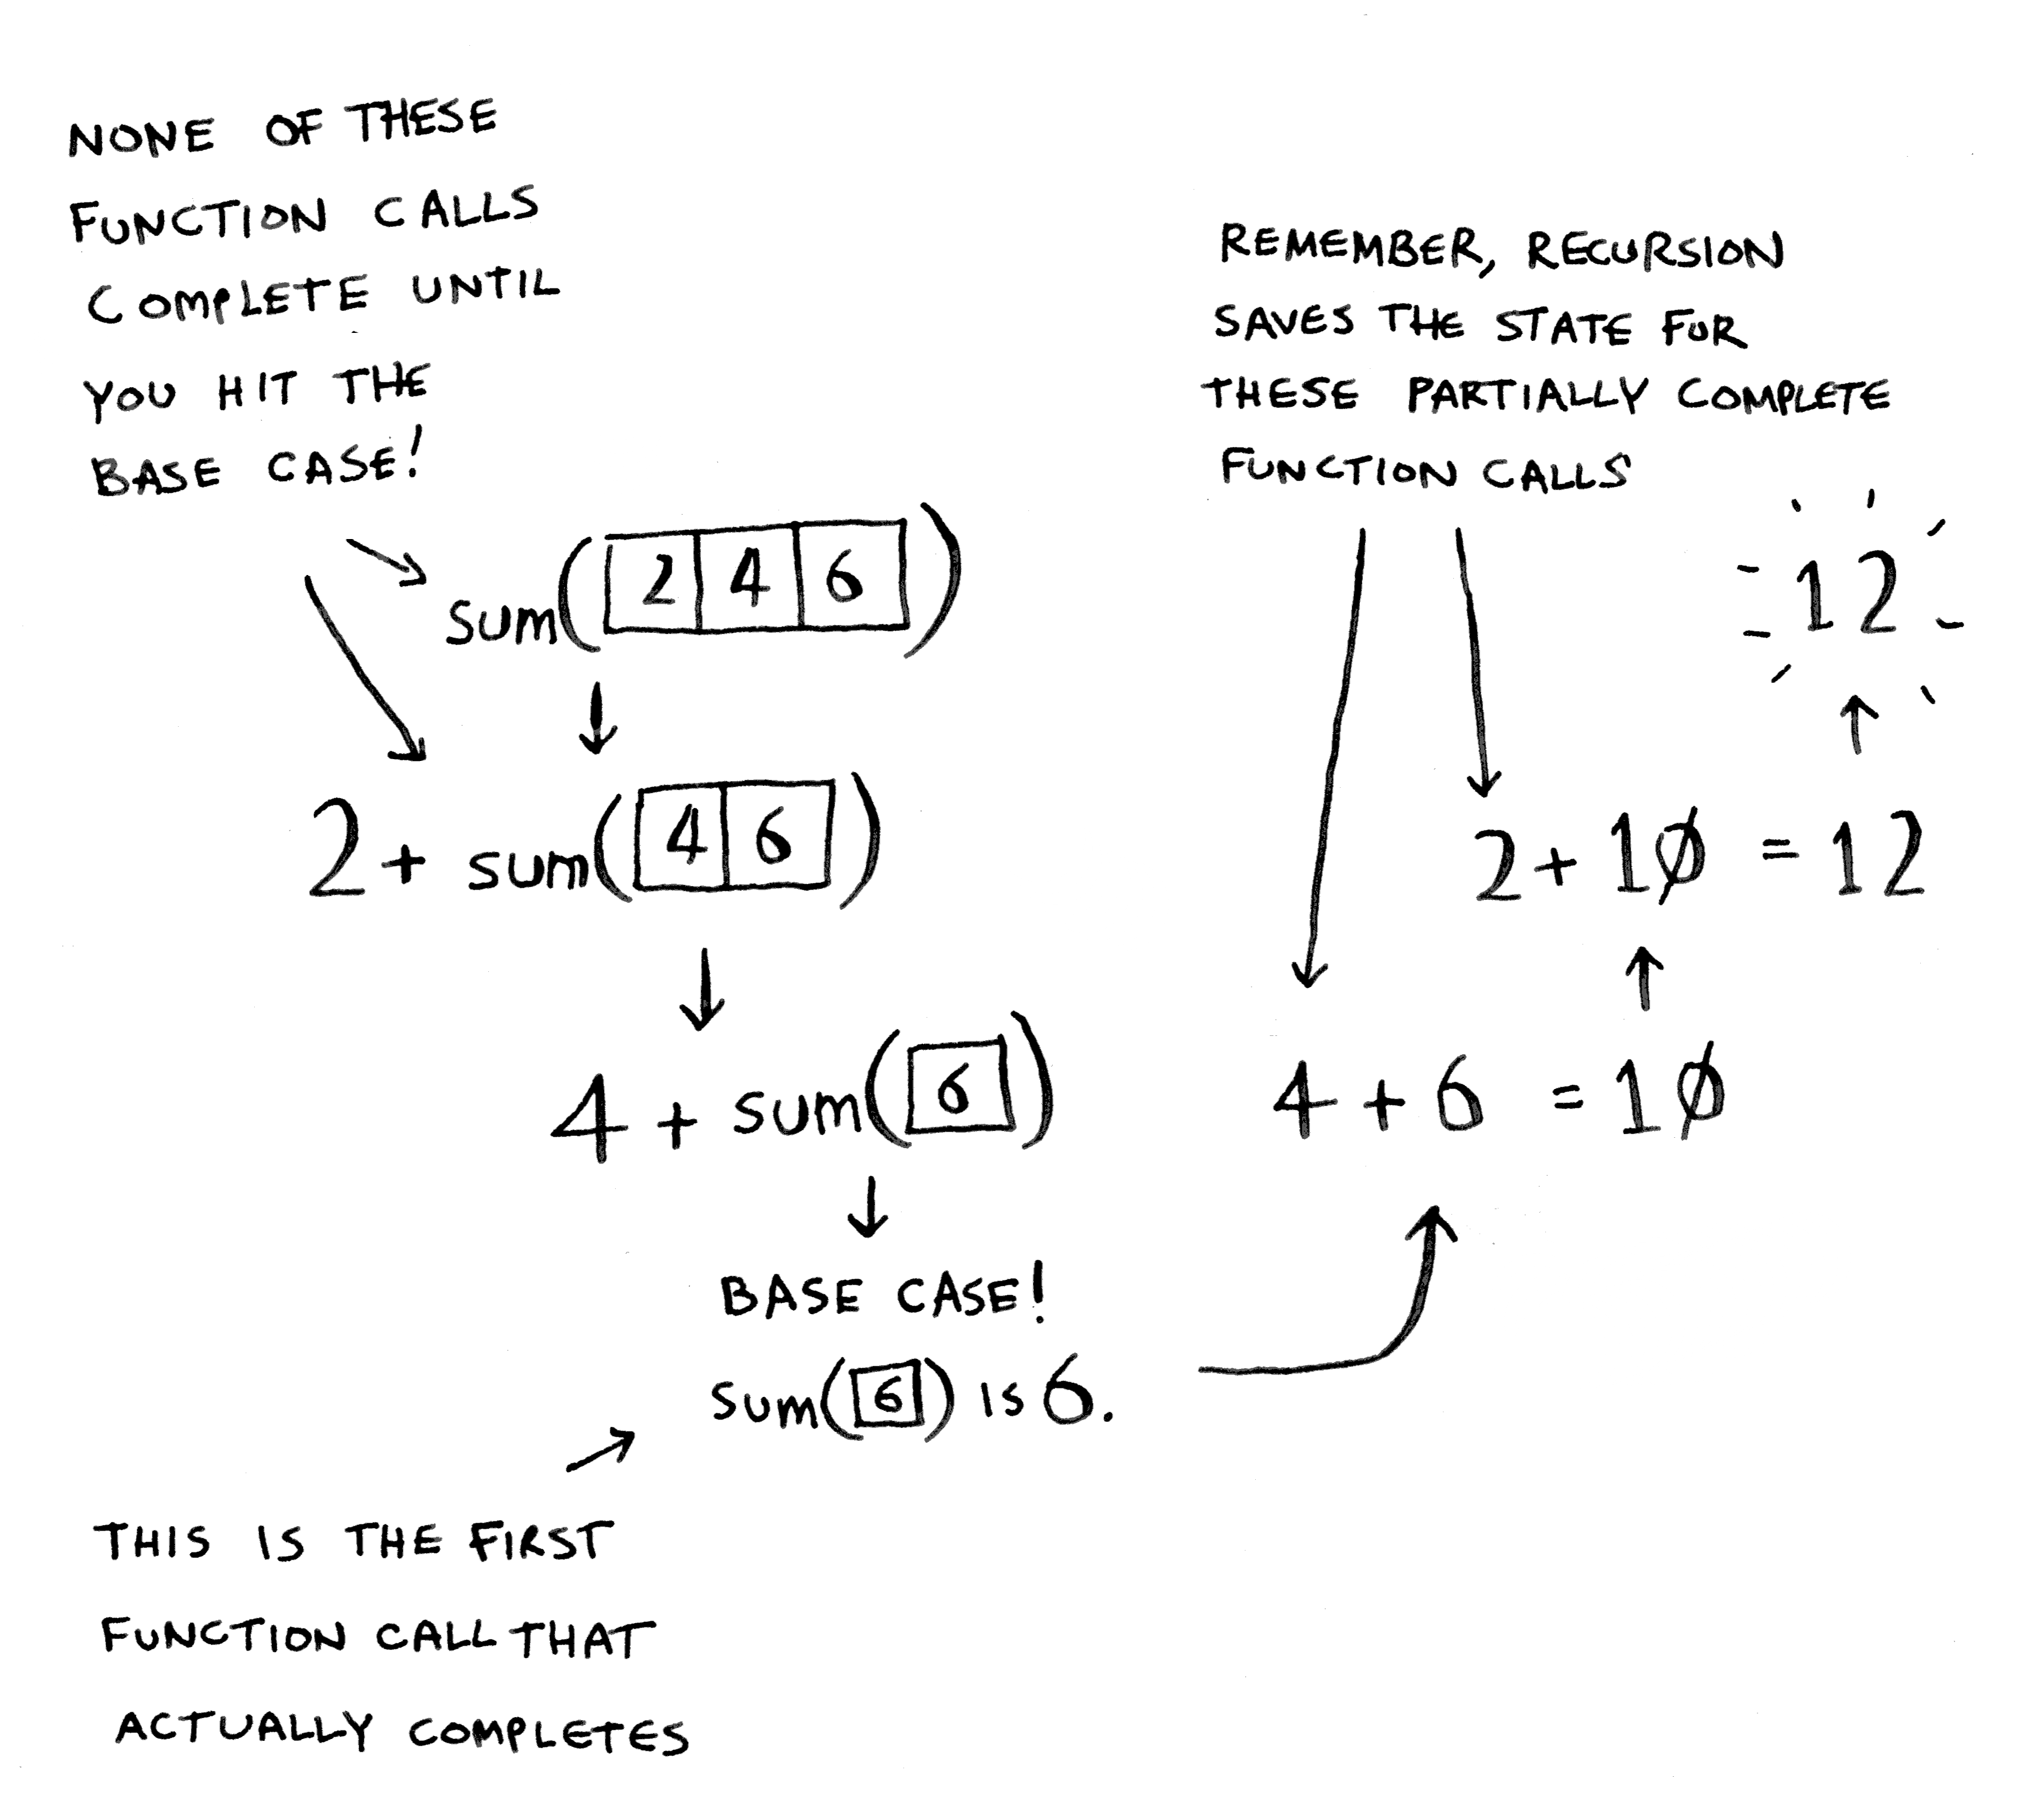 NONE OF THESE
FUNCTION CALLS
COMPLETE UNTIL
YOU HIT THE
BASE CASE!
sum(2 4 6)
2 + sum(4 6)
4 + sum(6)
BASE CASE!
sum(6) IS 6.
THIS IS THE FIRST
FUNCTION CALL THAT
ACTUALLY COMPLETES
REMEMBER, RECURSION
SAVES THE STATE FOR
THESE PARTIALLY COMPLETE
FUNCTION CALLS
12
2 + 10 = 12
4 + 6 = 10